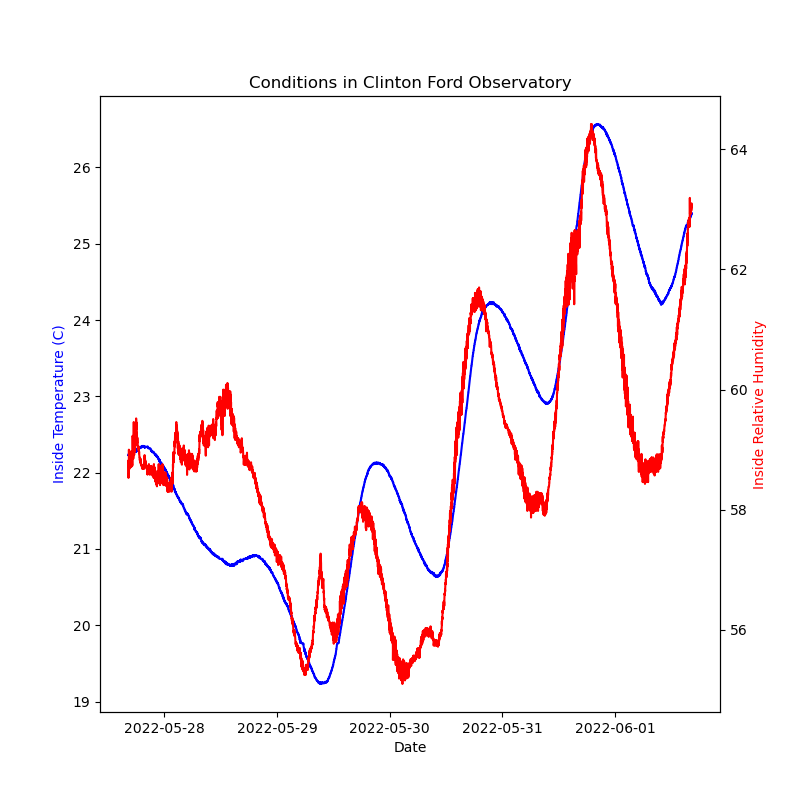 Conditions in Clinton Ford Observatory
Inside Temperature (C)
26
25
24
23
22
21
20
19
64
62
60
58
56
Inside Relative Humidity
2022-05-28 2022-05-29 2022-05-30 2022-05-31 2022-06-01
Date